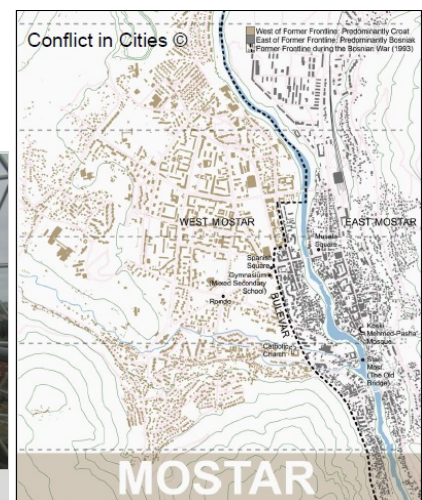 Conflict in Cities ©
West of Former Frontline: Predominantly Croat
East of Former Frontline: Predominantly Bosniak
Former Frontline during the Bosnian War (1993)
WEST MOSTAR
EAST MOSTAR
Musala
Square
Spanish
Square
Gymnasium
(Mixed Secondary
School)
Rondo
BULEVAR
Catholic
Church
Mehmed-Pasha
Mosque
Stari
Most
(The Old
Bridge)
MOSTAR